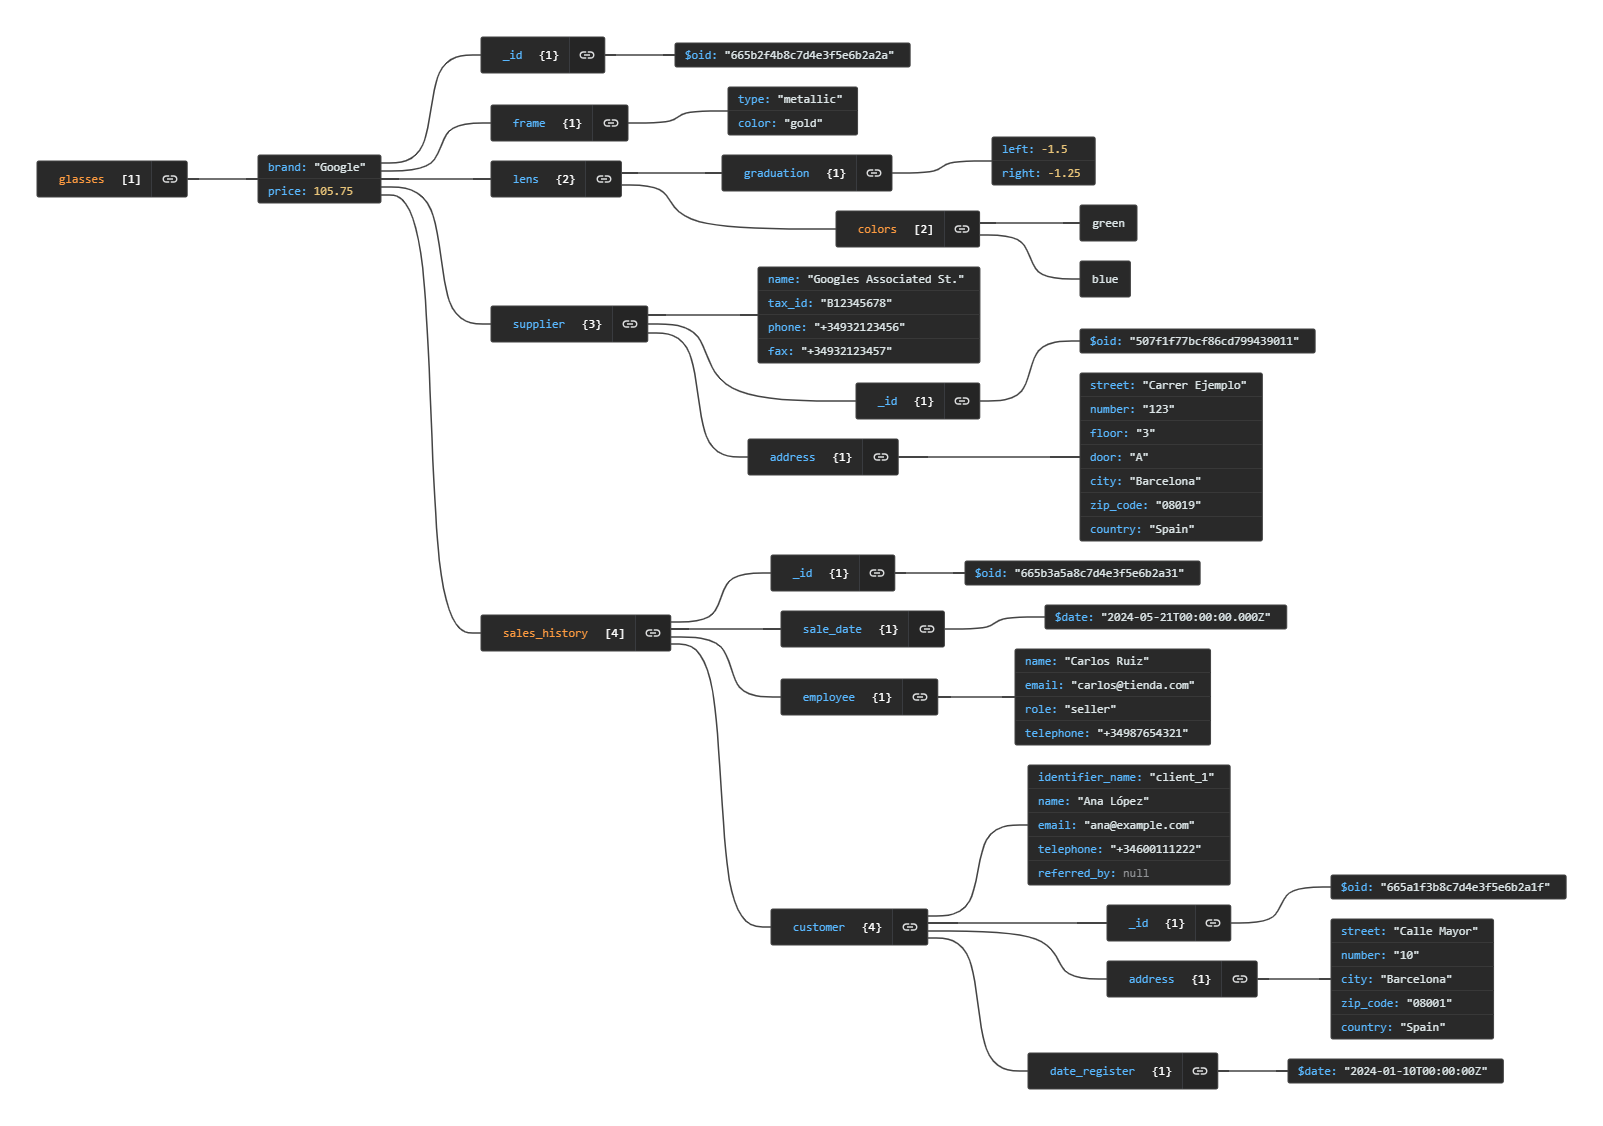 glasses [1]
brand: "Google"
price: 105.75
_id {1}
$oid: "665b2f4b8c7d4e3f5e6b2a2a"
frame {1}
type: "metallic"
color: "gold"
lens {2}
graduation {1}
left: -1.5
right: -1.25
colors [2]
green
blue
supplier {3}
name: "Googles Associated St."
tax_id: "B12345678"
phone: "+34932123456"
fax: "+34932123457"
_id {1}
$oid: "507f1f77bcf86cd799439011"
address {1}
street: "Carrer Ejemplo"
number: "123"
floor: "3"
door: "A"
city: "Barcelona"
zip_code: "08019"
country: "Spain"
sales_history [4]
_id {1}
$oid: "665b3a5a8c7d4e3f5e6b2a31"
sale_date {1}
$date: "2024-05-21T00:00:00.000Z"
employee {1}
name: "Carlos Ruiz"
email: "carlos@tienda.com"
role: "seller"
telephone: "+34987654321"
customer {4}
identifier_name: "client_1"
name: "Ana López"
email: "ana@example.com"
telephone: "+34600111222"
referred_by: null
_id {1}
$oid: "665a1f3b8c7d4e3f5e6b2a1f"
address {1}
street: "Calle Mayor"
number: "10"
city: "Barcelona"
zip_code: "08001"
country: "Spain"
date_register {1}
$date: "2024-01-10T00:00:00Z"